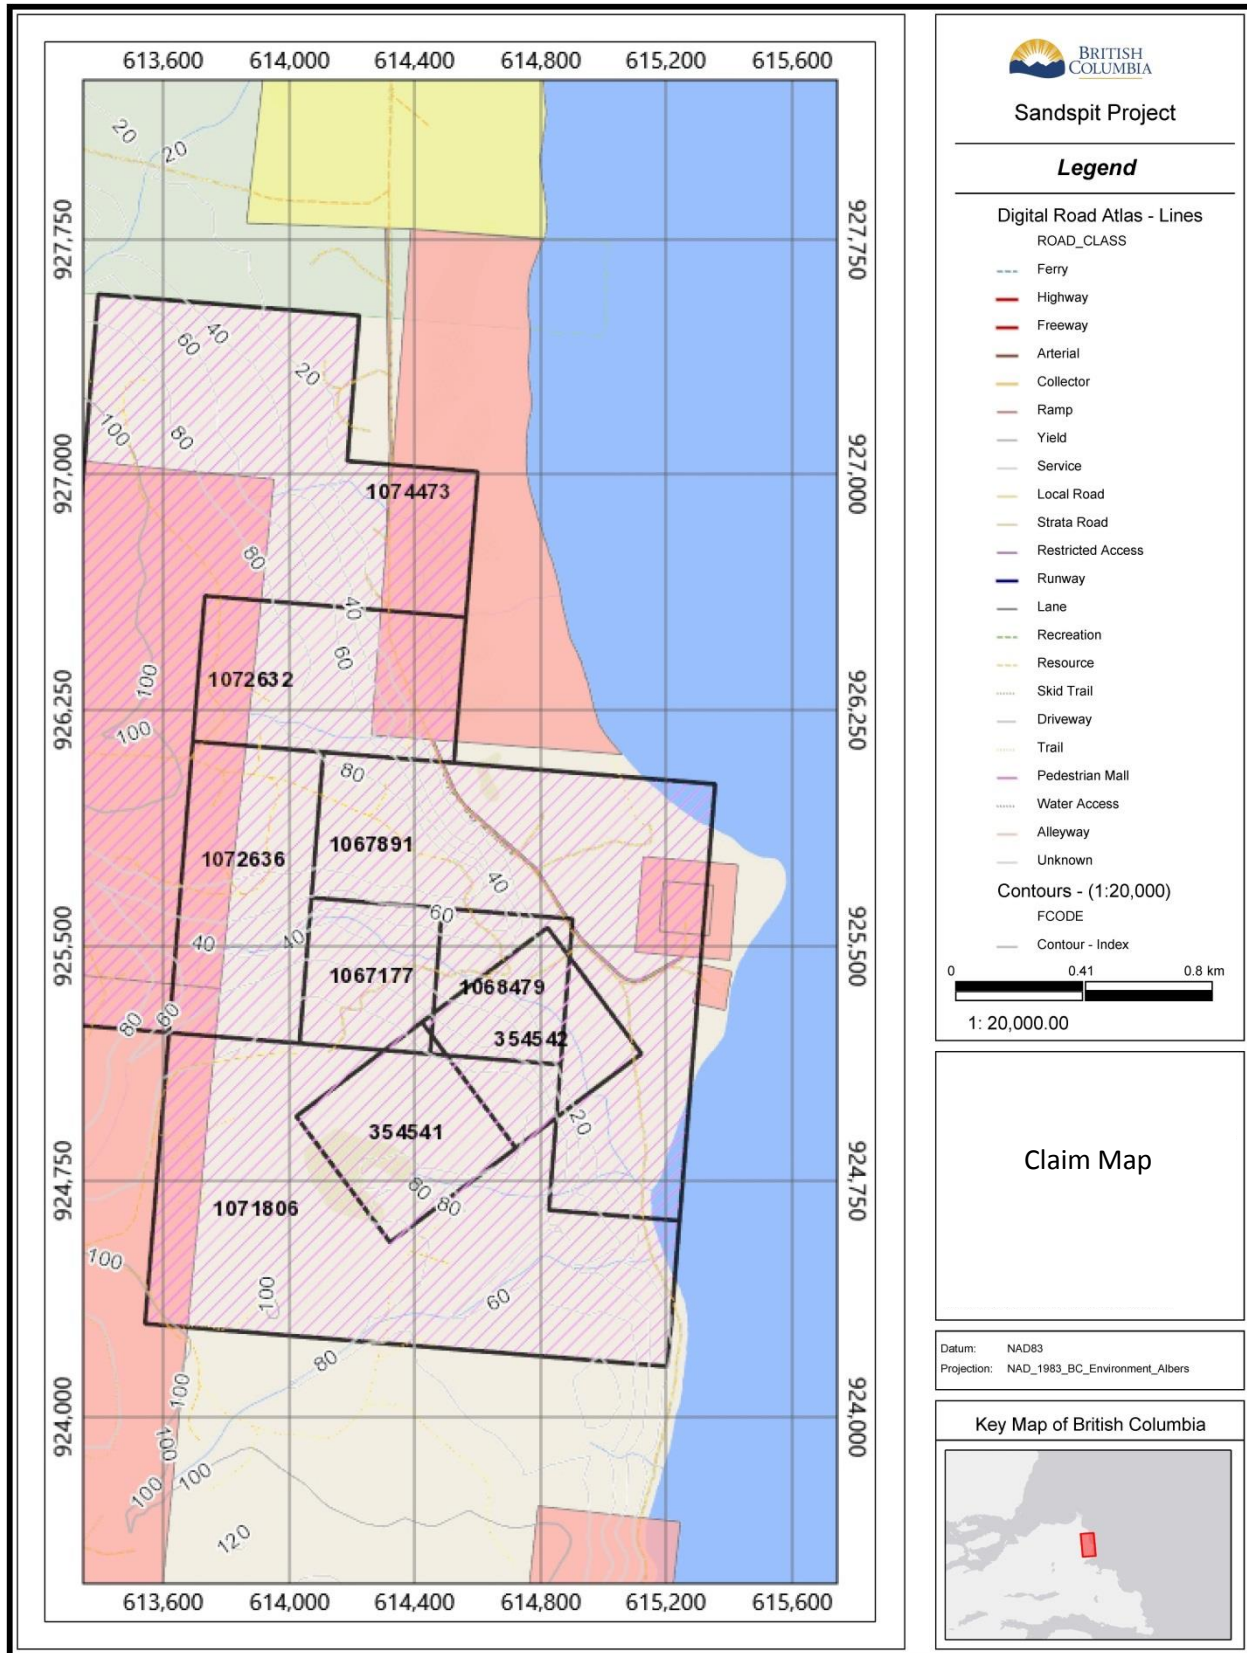 613,600 614,000 614,400 614,800 615,200 615,600
20
20
927,750
927,750
40
60
20
100
80
927,000
927,000
1074473
80
40
60
100
1072632
100
926,250
926,250
80
1067891
1072636
40
60
40
40
925,500
925,500
1067177
1068479
60
80
354542
20
354541
924,750
924,750
80
80
1071806
100
100
60
80
100
924,000
924,000
100
100
100
120
613,600 614,000 614,400 614,800 615,200 615,600
BRITISH
COLUMBIA
Sandspit Project
Legend
Digital Road Atlas - Lines
ROAD_CLASS
Ferry
Highway
Freeway
Arterial
Collector
Ramp
Yield
Service
Local Road
Strata Road
Restricted Access
Runway
Lane
Recreation
Resource
Skid Trail
Driveway
Trail
Pedestrian Mall
Water Access
Alleyway
Unknown
Contours - (1:20,000)
FCODE
Contour - Index
0 0.41 0.8 km
1: 20,000.00
Claim Map
Datum: NAD83
Projection: NAD_1983_BC_Environment_Albers
Key Map of British Columbia